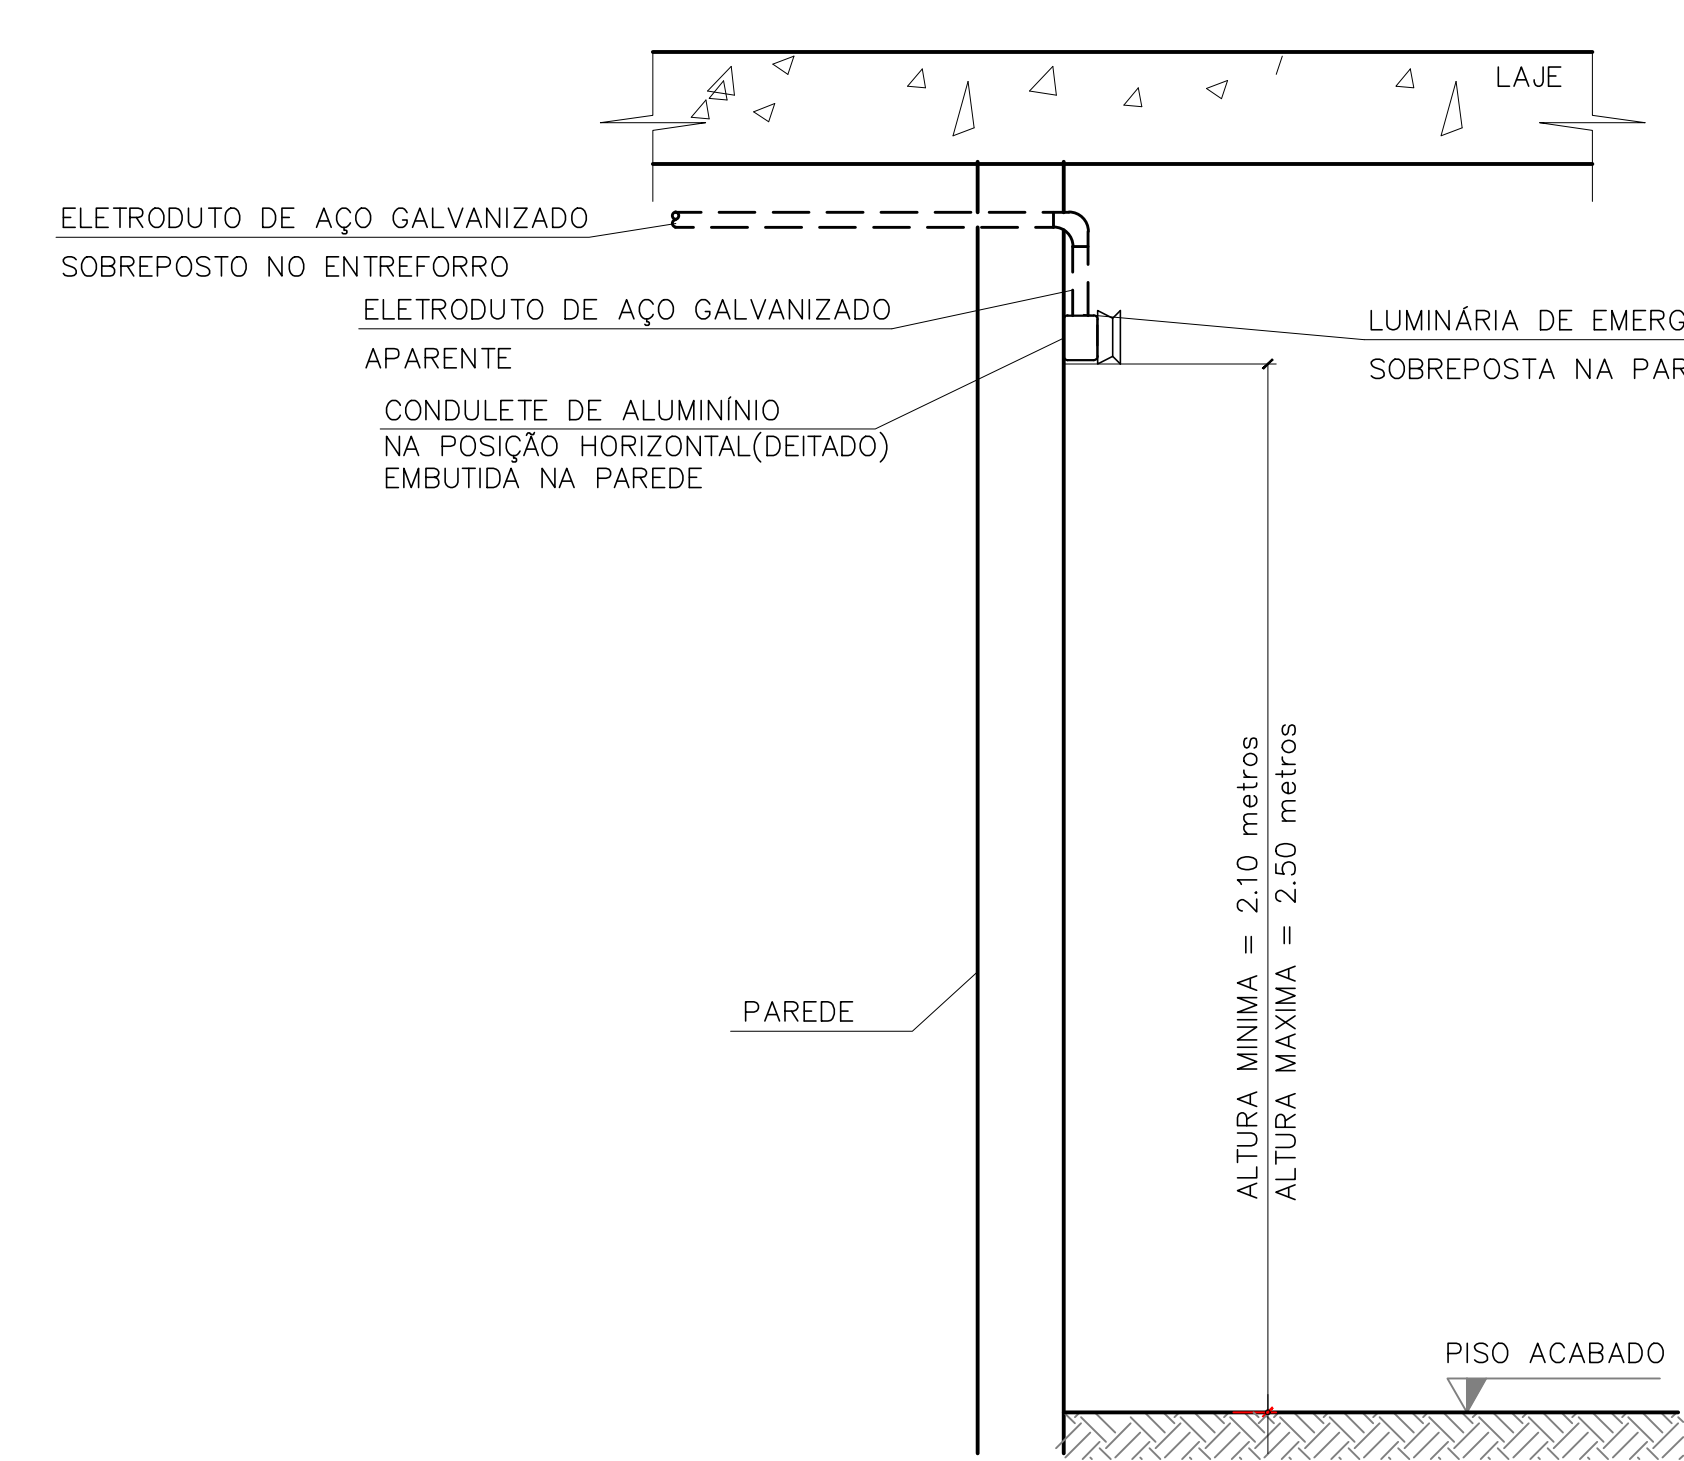 LAJE
ELETRODUTO DE AÇO GALVANIZADO
SOBREPOSTO NO ENTREFORRO
ELETRODUTO DE AÇO GALVANIZADO
APARENTE
LUMINÁRIA DE
SOBREPOSTA NA
CONDULETE DE ALUMINÍNIO
NA POSIÇÃO HORIZONTAL(DEITADO)
EMBUTIDA NA PAREDE
ALTURA MINIMA = 2.10 metros
ALTURA MAXIMA = 2.50 metros
PAREDE
PISO ACABADO